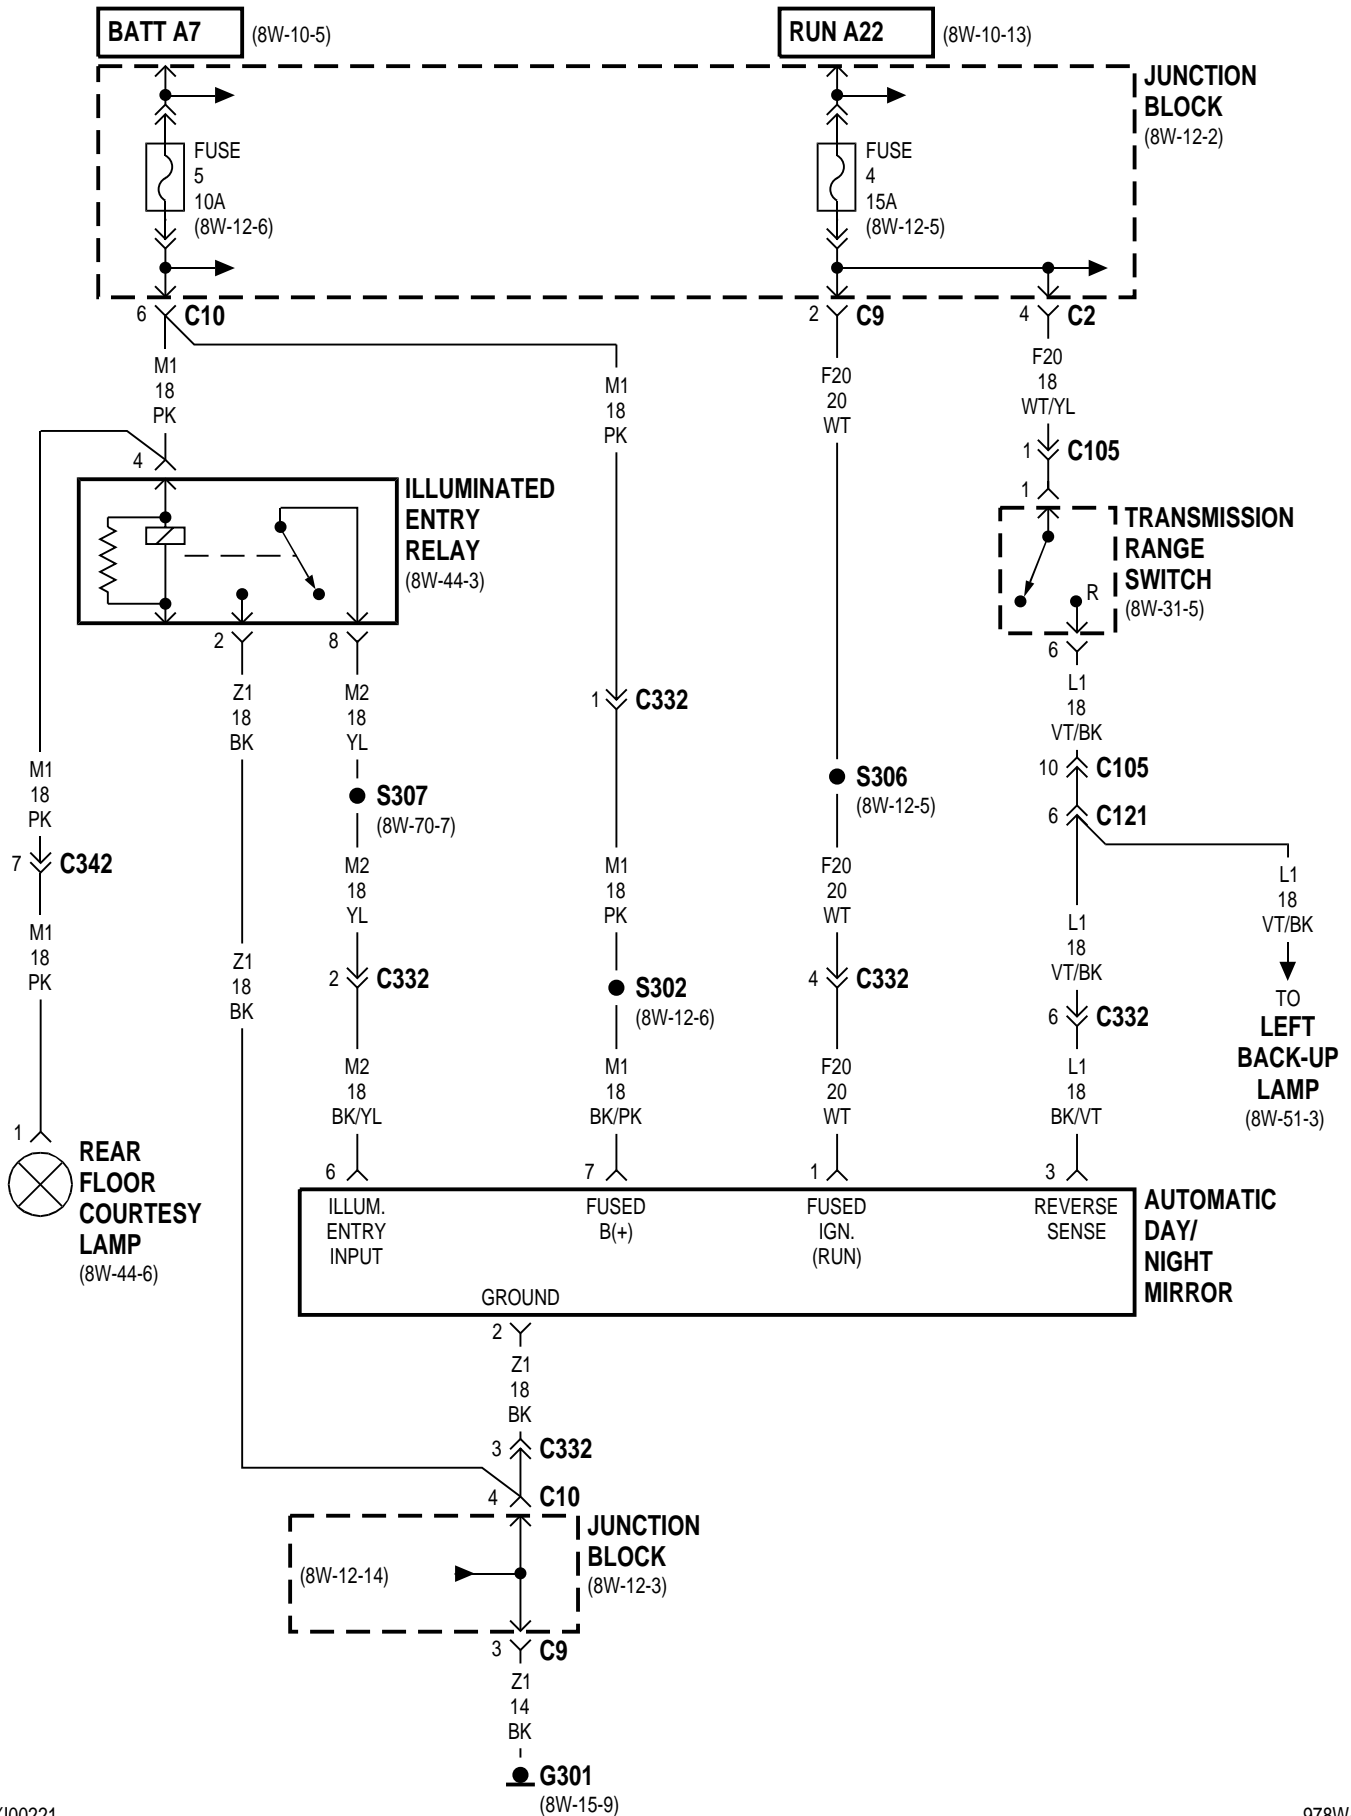 BATT A7 (8W-10-5)
RUN A22 (8W-10-13)
JUNCTION
BLOCK
(8W-12-2)
FUSE
5
10A
(8W-12-6)
FUSE
4
15A
(8W-12-5)
6 C10
2 C9
4 C2
M1
18
PK
M1
18
PK
F20
20
WT
F20
18
WT/YL
1 C105
4
1
ILLUMINATED
ENTRY
RELAY
(8W-44-3)
TRANSMISSION
RANGE
SWITCH
(8W-31-5)
R
2
8
6
Z1
18
BK
M2
18
YL
1 C332
L1
18
VT/BK
M1
18
PK
S307
(8W-70-7)
S306
(8W-12-5)
10 C105
6 C121
7 C342
M2
18
YL
M1
18
PK
F20
20
WT
L1
18
VT/BK
L1
18
VT/BK
M1
18
PK
Z1
18
BK
2 C332
S302
(8W-12-6)
4 C332
6 C332
TO
LEFT
BACK-UP
LAMP
(8W-51-3)
M2
18
BK/YL
M1
18
BK/PK
F20
20
WT
L1
18
BK/VT
1
REAR
FLOOR
COURTESY
LAMP
(8W-44-6)
6
7
1
3
ILLUM.
ENTRY
INPUT
FUSED
B(+)
FUSED
IGN.
(RUN)
REVERSE
SENSE
AUTOMATIC
DAY/
NIGHT
MIRROR
GROUND
2
Z1
18
BK
3 C332
4 C10
JUNCTION
BLOCK
(8W-12-3)
(8W-12-14)
3 C9
Z1
14
BK
G301
(8W-15-9)